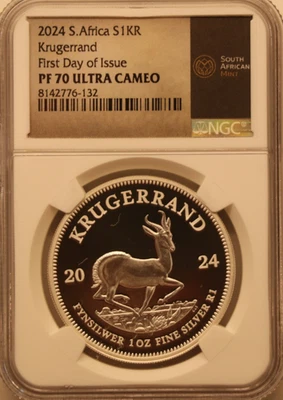 2024 S.Africa S1KR
Krugerrand
First Day of Issue
PF 70 ULTRA CAMEO
8142776-132
SOUTH
AFRICAN
MINT
NGC
KRUGERRAND
20 24
FYNSILWER 1 OZ FINE SILVER R1